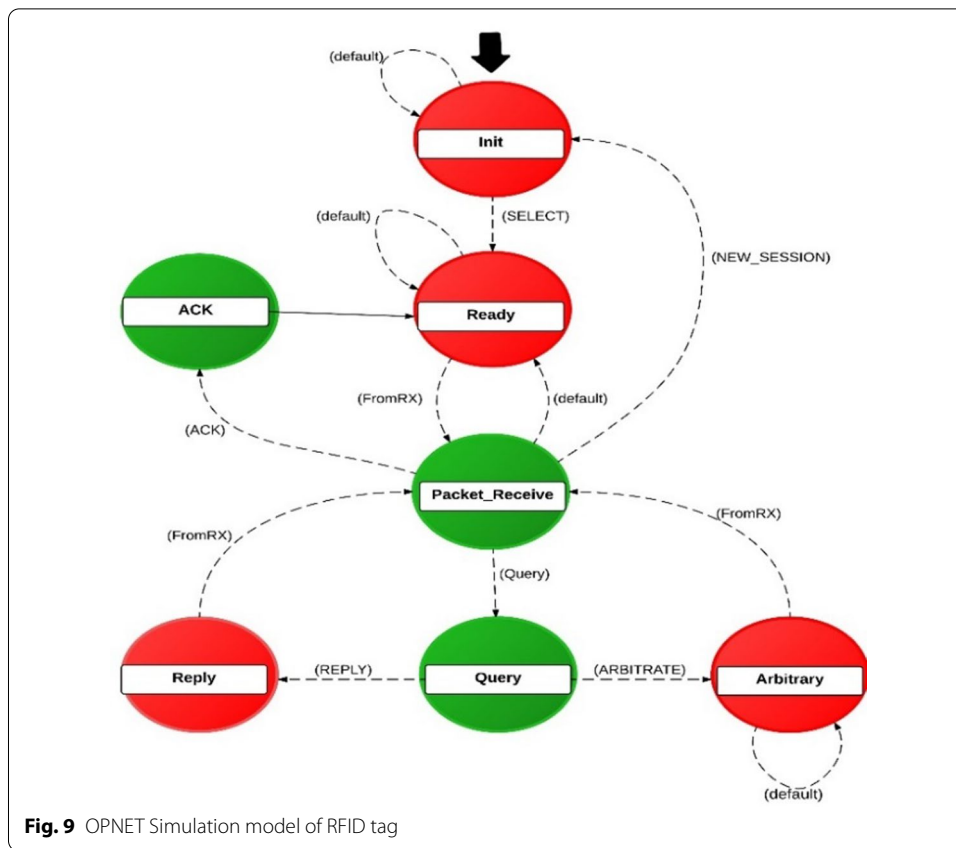 (default)
Init
(SELECT)
(default)
(NEW_SESSION)
ACK
Ready
(FromRX)
(default)
(ACK)
Packet_Receive
(FromRX)
(FromRX)
(Query)
Reply
(REPLY)
Query
(ARBITRATE)
Arbitrary
(default)
Fig. 9 OPNET Simulation model of RFID tag